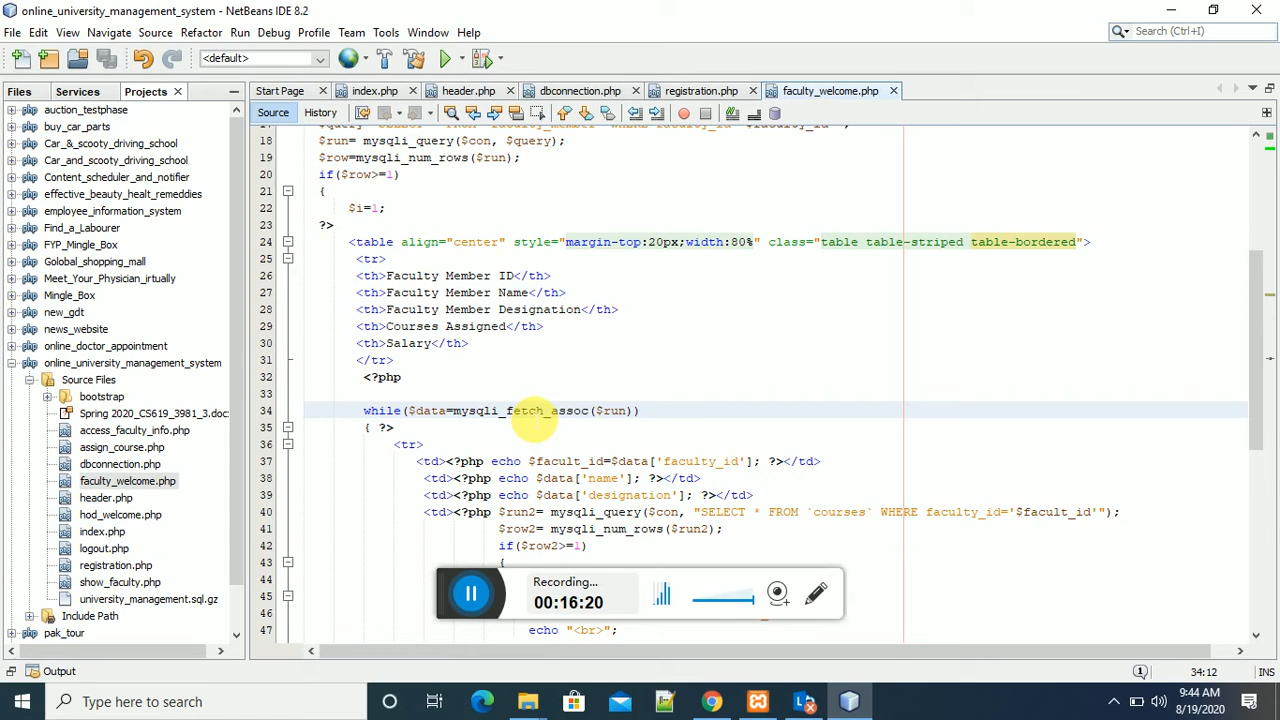 online_university_management_system - NetBeans IDE 8.2
File Edit View Navigate Source Refactor Run Debug Profile Team Tools Window Help
Search (Ctrl+I)
<default>
Files Services Projects
Start Page index.php header.php dbconnection.php registration.php faculty_welcome.php
Source History
auction_testphase
buy_car_parts
Car_&_scooty_driving_school
Car_and_scooty_driving_school
Content_scheduler_and_notifier
effective_beauty_healt_remeddies
employee_information_system
Find_a_Labourer
FYP_Mingle_Box
Golobal_shopping_mall
Meet_Your_Physician_irtually
Mingle_Box
new_gdt
news_website
online_doctor_appointment
online_university_management_system
Source Files
bootstrap
Spring 2020_CS619_3981_3.doc
access_faculty_info.php
assign_course.php
dbconnection.php
faculty_welcome.php
header.php
hod_welcome.php
index.php
logout.php
registration.php
show_faculty.php
university_management.sql.gz
Include Path
pak_tour
18 $run= mysqli_query($con, $query);
19 $row=mysqli_num_rows($run);
20 if($row>=1)
21 {
22 $i=1;
23 ?>
24 <table align="center" style="margin-top:20px;width:80%" class="table table-striped table-bordered">
25 <tr>
26 <th>Faculty Member ID</th>
27 <th>Faculty Member Name</th>
28 <th>Faculty Member Designation</th>
29 <th>Courses Assigned</th>
30 <th>Salary</th>
31 </tr>
32 <?php
33
34 while($data=mysqli_fetch_assoc($run))
35 { ?>
36 <tr>
37 <td><?php echo $facult_id=$data['faculty_id']; ?></td>
38 <td><?php echo $data['name']; ?></td>
39 <td><?php echo $data['designation']; ?></td>
40 <td><?php $run2= mysqli_query($con, "SELECT * FROM `courses` WHERE faculty_id='$facult_id'");
41 $row2= mysqli_num_rows($run2);
42 if($row2>=1)
43 {
44
45
46
47 echo "<br>";
Recording...
00:16:20
Output
34:12 INS
Type here to search
1
9:44 AM
8/19/2020